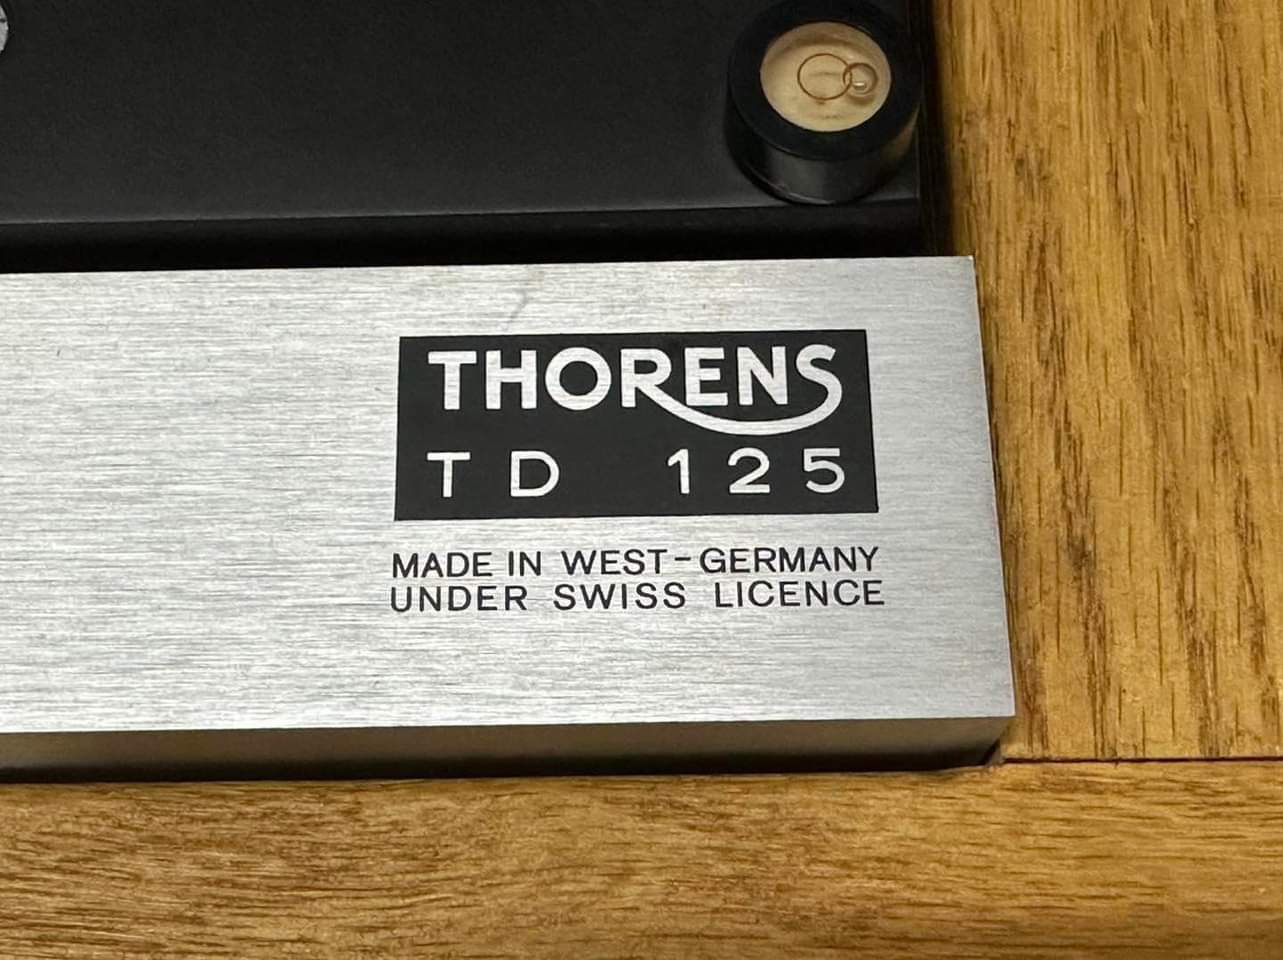 THORENS
TD 125
MADE IN WEST-GERMANY
UNDER SWISS LICENCE